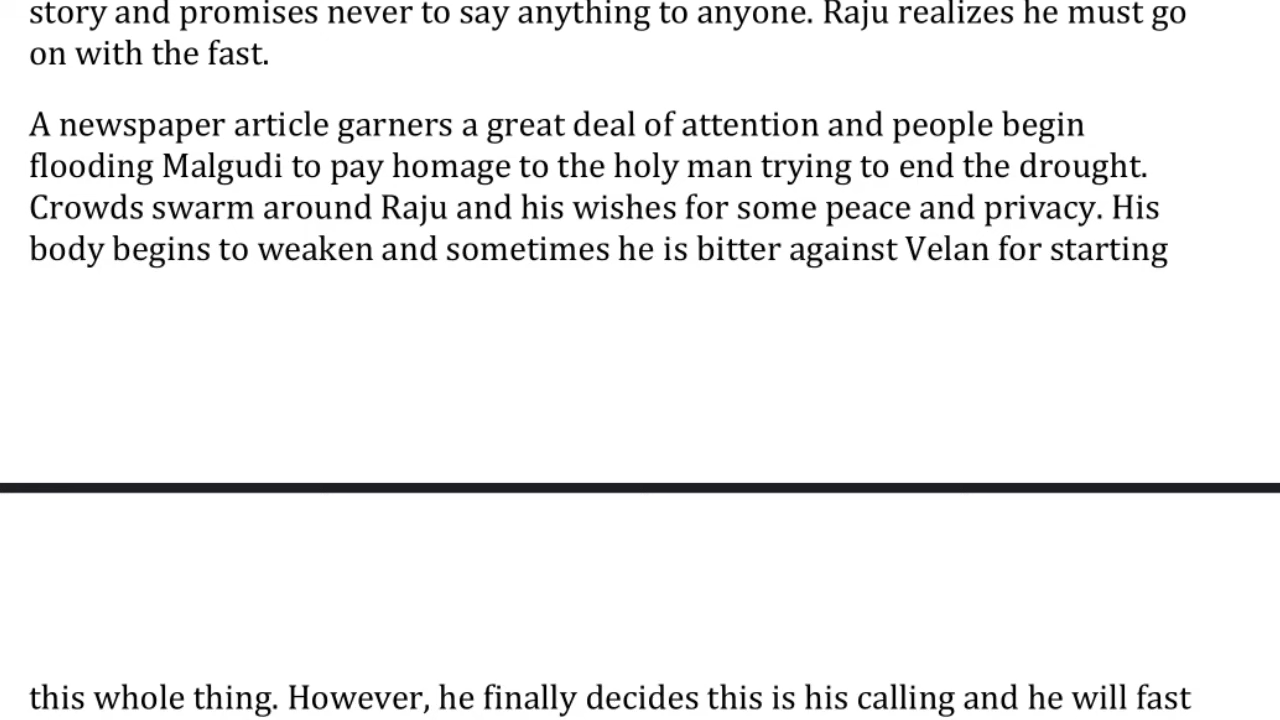 story and promises never to say anything to anyone. Raju realizes he must go
on with the fast.
A newspaper article garners a great deal of attention and people begin
flooding Malgudi to pay homage to the holy man trying to end the drought.
Crowds swarm around Raju and his wishes for some peace and privacy. His
body begins to weaken and sometimes he is bitter against Velan for starting
this whole thing. However, he finally decides this is his calling and he will fast